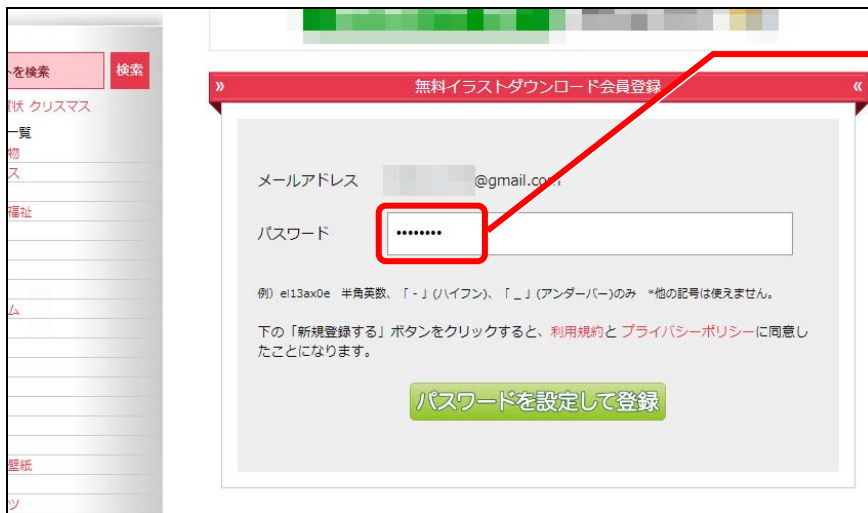 を検索 検索
状 クリスマス
一覧
物
ス
福祉
ム
壁紙
ツ
» 無料イラストダウンロード会員登録 «
メールアドレス @gmail.com
パスワード ••••••••
例）el13ax0e 半角英数、「 - 」(ハイフン)、「 _ 」(アンダーバー)のみ *他の記号は使えません。
下の「新規登録する」ボタンをクリックすると、利用規約と プライバシーポリシーに同意し
たことになります。
パスワードを設定して登録